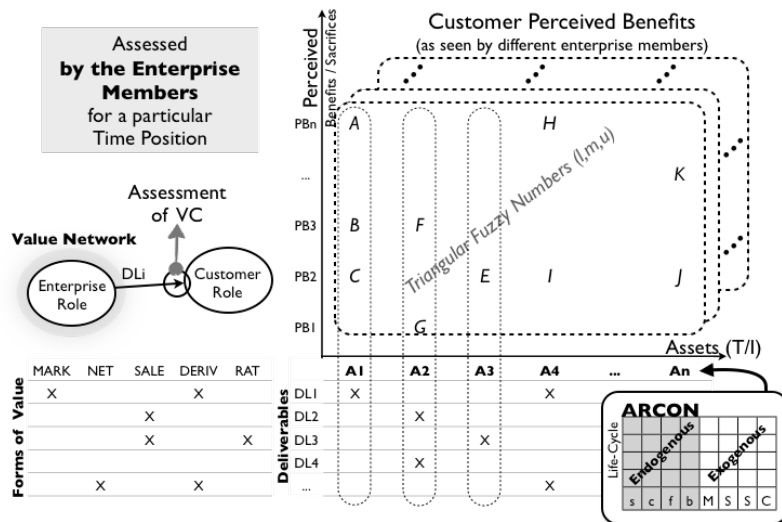 Assessed
by the Enterprise
Members
for a particular
Time Position
Perceived
Benefits / Sacrifices
Customer Perceived Benefits
(as seen by different enterprise members)
PBn A H
... K
PB3 B F
PB2 C E I J
PB1 G
Triangular Fuzzy Numbers (l,m,u)
Assessment
of VC
Value Network
DLi
Enterprise
Role
Customer
Role
Assets (T/I)
MARK NET SALE DERIV RAT
A1 A2 A3 A4 ... An
Forms of Value
X X
X
X X
X X
Deliverables
DL1 X X
DL2 X
DL3 X
DL4 X
... X
ARCON
Life-Cycle
Endogenous
Exogenous
s c f b M S S C